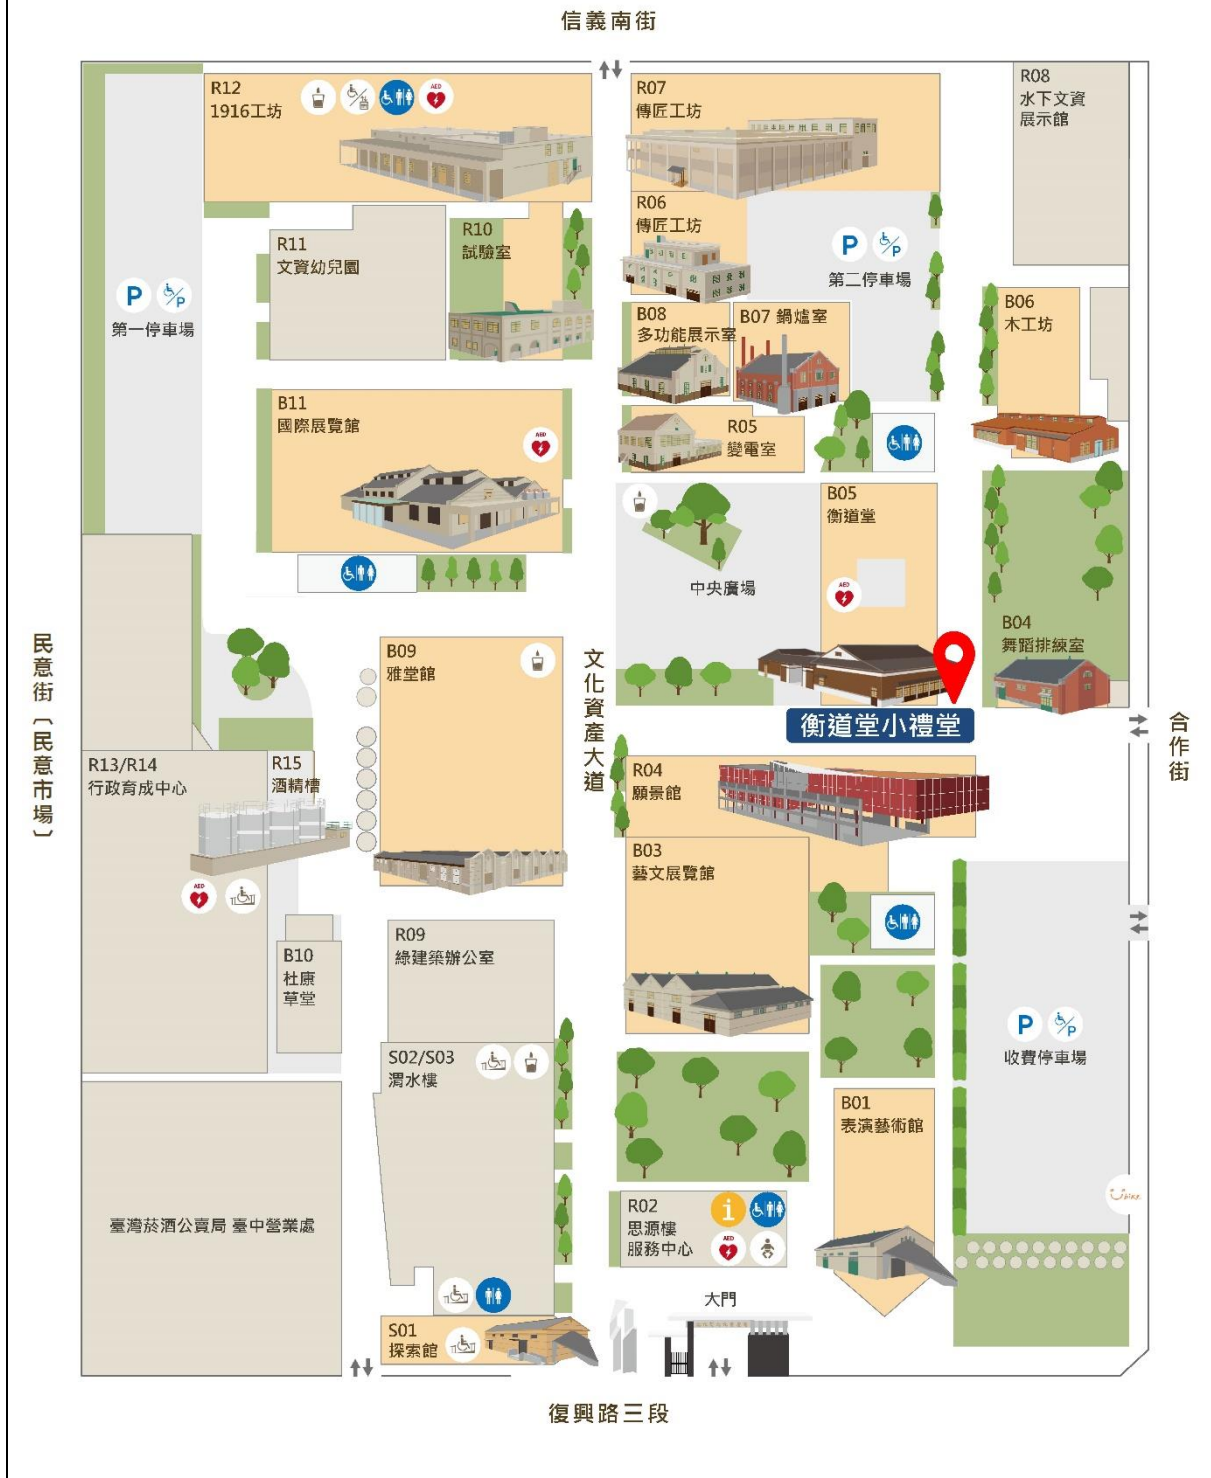 信義南街
R12
1916工坊
AED
R07
傳匠工坊
R08
水下文資
展示館
R06
傳匠工坊
R11
文資幼兒園
R10
試驗室
P
P
第二停車場
P
P
第一停車場
B08
多功能展示室
B07 鍋爐室
B06
木工坊
B11
國際展覽館
AED
R05
變電室
B05
衡道堂
中央廣場
AED
B04
舞蹈排練室
民意街（民意市場）
B09
雅堂館
文化資產大道
衡道堂小禮堂
合作街
R13/R14
行政育成中心
R15
酒精槽
R04
願景館
B03
藝文展覽館
AED
R09
綠建築辦公室
B10
杜康
草堂
P
P
收費停車場
S02/S03
渭水樓
B01
表演藝術館
臺灣菸酒公賣局 臺中營業處
R02
思源樓
服務中心
i
AED
大門
S01
探索館
復興路三段